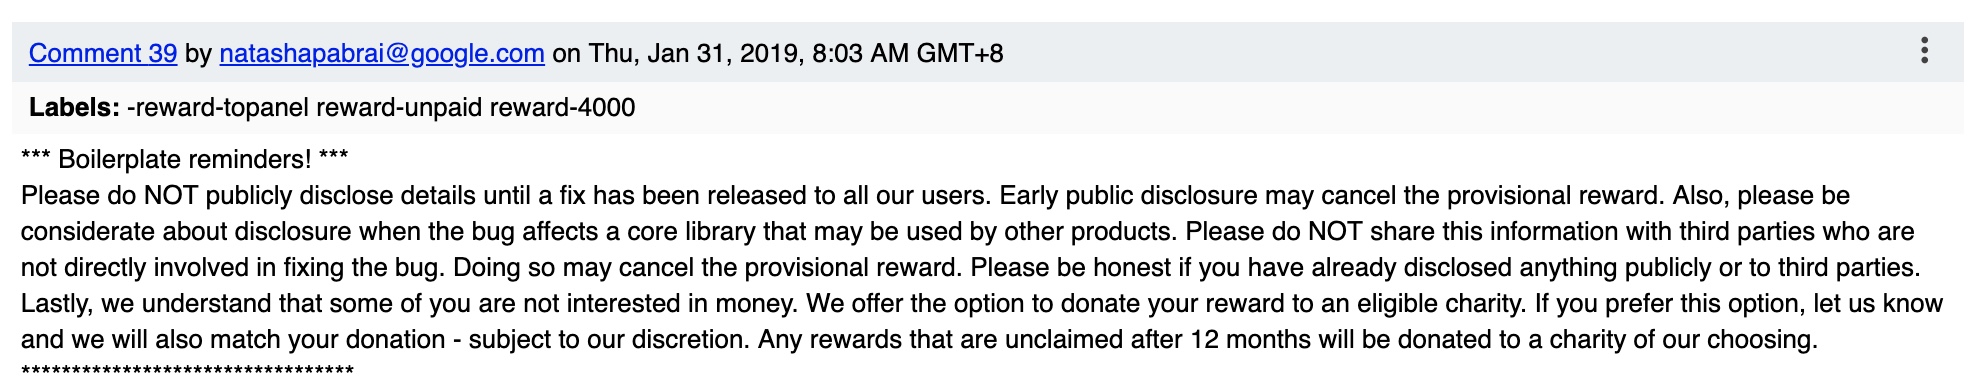 Comment 39 by natashapabrai@google.com on Thu, Jan 31, 2019, 8:03 AM GMT+8
Labels: -reward-topanel reward-unpaid reward-4000
*** Boilerplate reminders! ***
Please do NOT publicly disclose details until a fix has been released to all our users. Early public disclosure may cancel the provisional reward. Also, please be
considerate about disclosure when the bug affects a core library that may be used by other products. Please do NOT share this information with third parties who are
not directly involved in fixing the bug. Doing so may cancel the provisional reward. Please be honest if you have already disclosed anything publicly or to third parties.
Lastly, we understand that some of you are not interested in money. We offer the option to donate your reward to an eligible charity. If you prefer this option, let us know
and we will also match your donation - subject to our discretion. Any rewards that are unclaimed after 12 months will be donated to a charity of our choosing.
*********************************